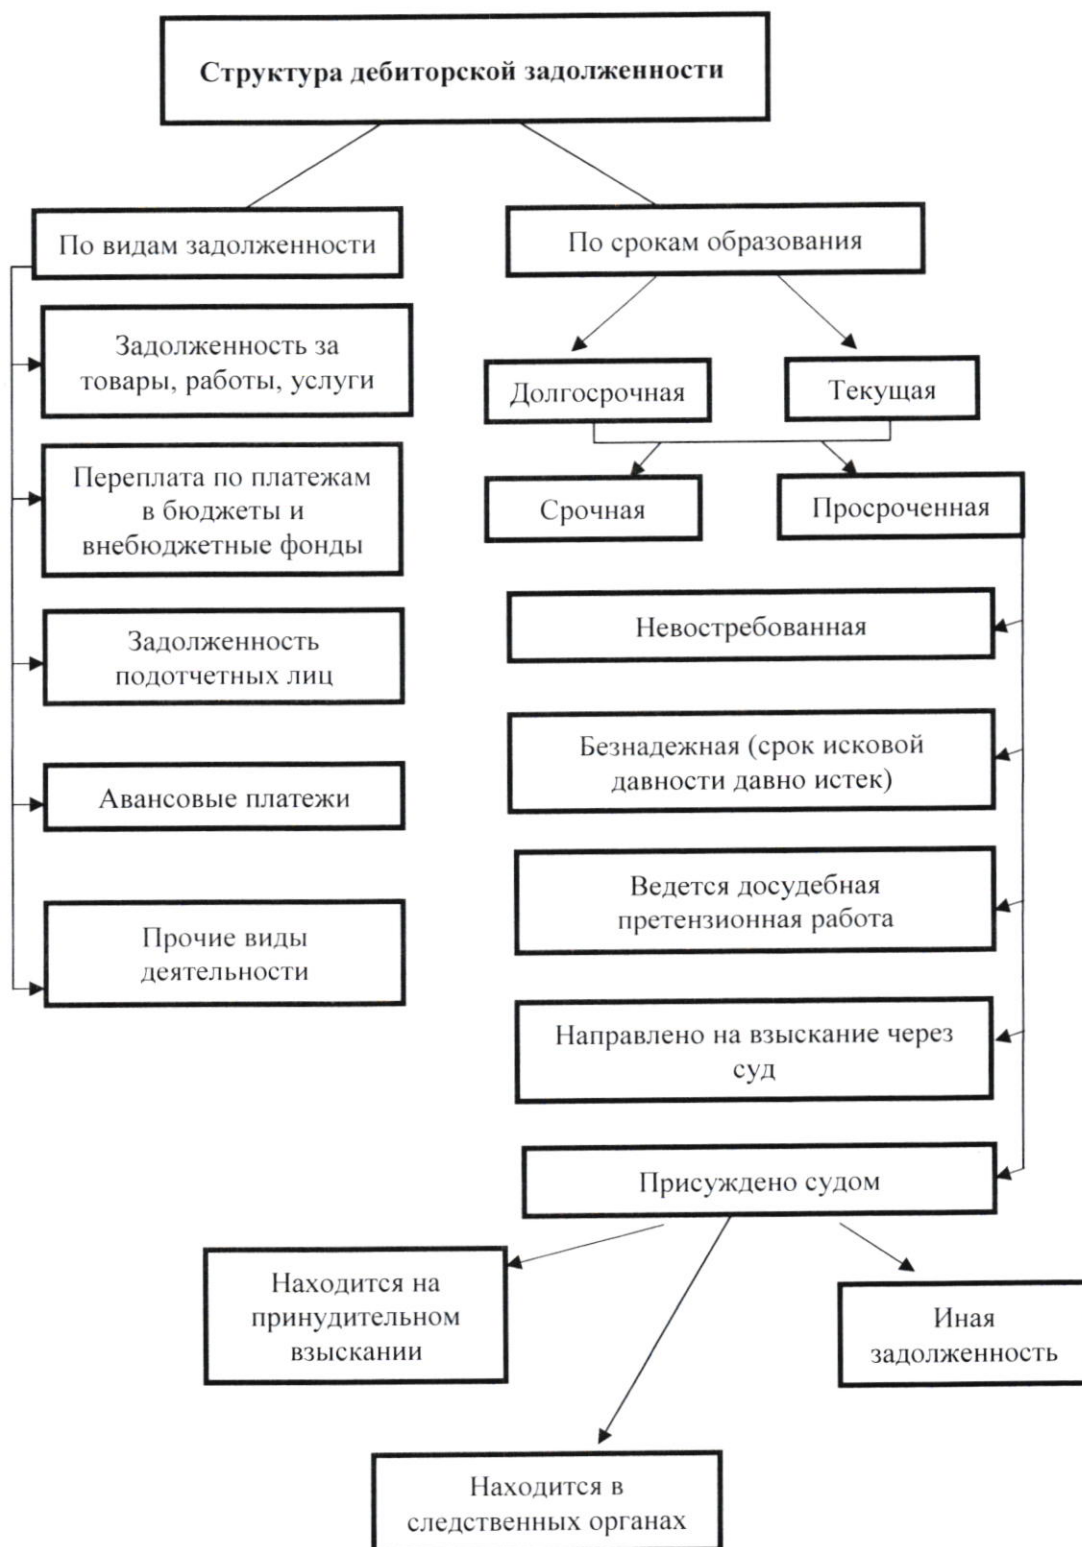 Структура дебиторской задолженности
По видам задолженности
По срокам образования
Задолженность за
товары, работы, услуги
Долгосрочная
Текущая
Переплата по платежам
в бюджеты и
внебюджетные фонды
Срочная
Просроченная
Задолженность
подотчетных лиц
Невостребованная
Авансовые платежи
Безнадежная (срок исковой
давности давно истек)
Прочие виды
деятельности
Ведется досудебная
претензионная работа
Направлено на взыскание через
суд
Присуждено судом
Находится на
принудительном
взыскании
Иная
задолженность
Находится в
следственных органах